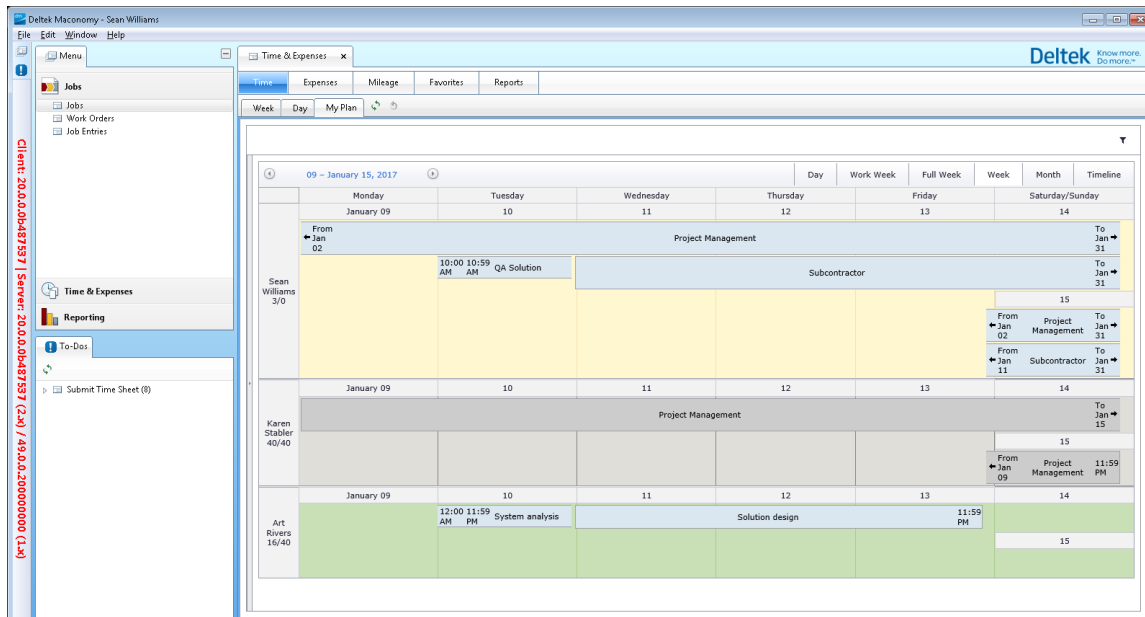 Deltek Maconomy - Sean Williams
File Edit Window Help
Menu
Jobs
Jobs
Work Orders
Job Entries
Time & Expenses
Reporting
To-Dos
Submit Time Sheet (8)
Client: 20.0.0.0b487537 | Server: 20.0.0.0b487537 (2.x) / 49.0.0.200000000 (1.x)
Time & Expenses x
Deltek Know more. Do more.™
Time Expenses Mileage Favorites Reports
Week Day My Plan
09 – January 15, 2017
Day Work Week Full Week Week Month Timeline
Monday Tuesday Wednesday Thursday Friday Saturday/Sunday
January 09 10 11 12 13 14
Sean Williams 3/0
From Jan 02 Project Management To Jan 31
10:00 AM 10:59 AM QA Solution
Subcontractor To Jan 31
15
From Jan 02 Project Management To Jan 31
From Jan 11 Subcontractor To Jan 31
January 09 10 11 12 13 14
Karen Stabler 40/40
Project Management To Jan 15
15
From Jan 09 Project Management 11:59 PM
January 09 10 11 12 13 14
Art Rivers 16/40
12:00 AM 11:59 PM System analysis
Solution design 11:59 PM
15